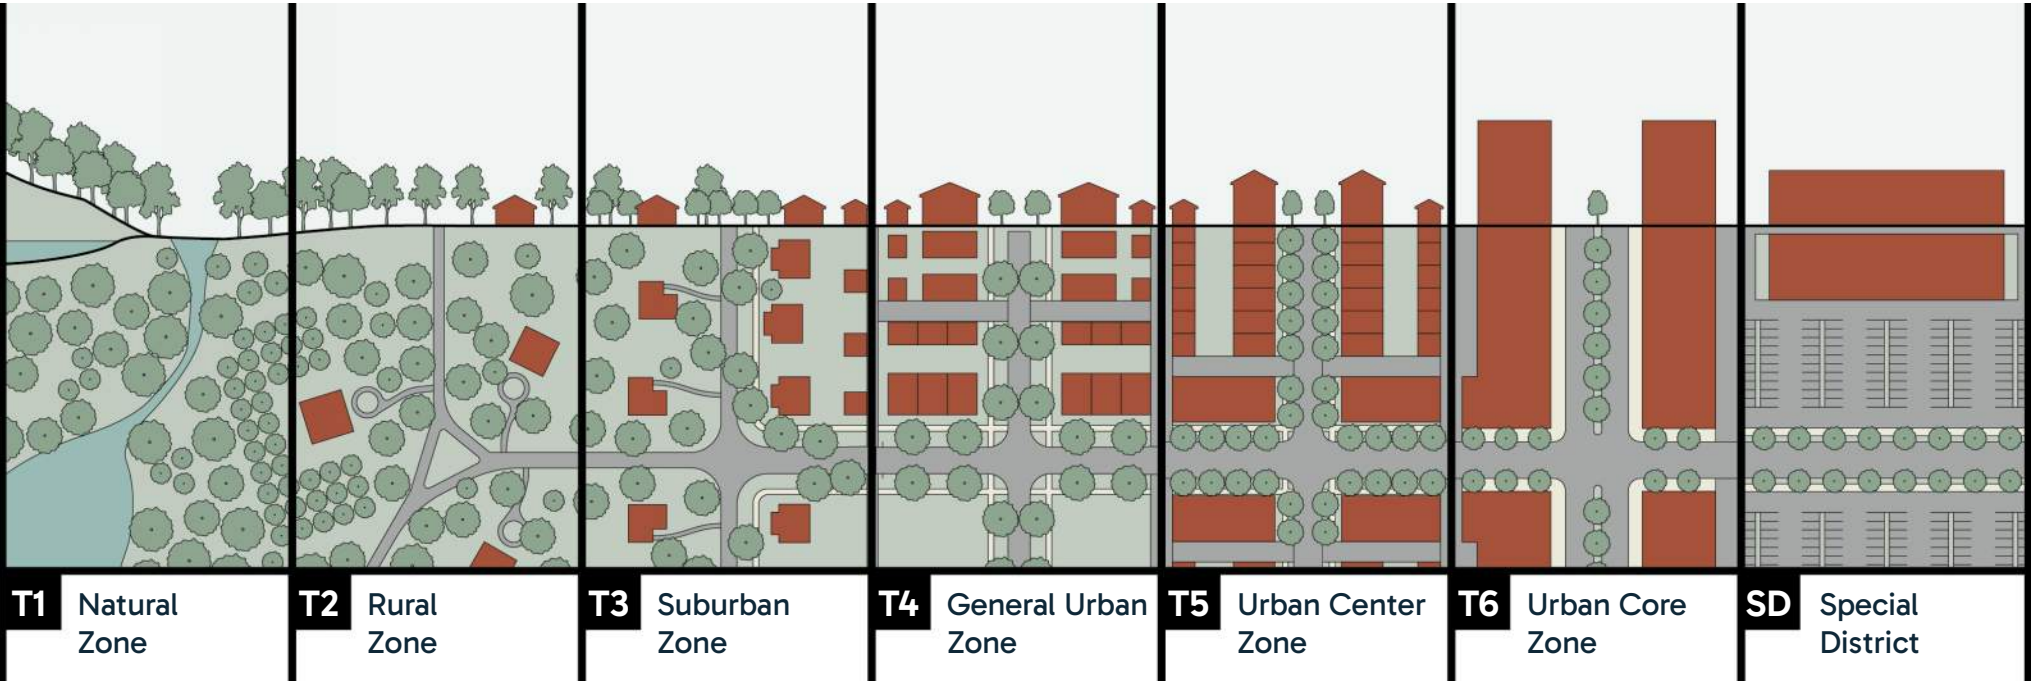 T1 Natural
Zone
T2 Rural
Zone
T3 Suburban
Zone
T4 General Urban
Zone
T5 Urban Center
Zone
T6 Urban Core
Zone
SD Special
District